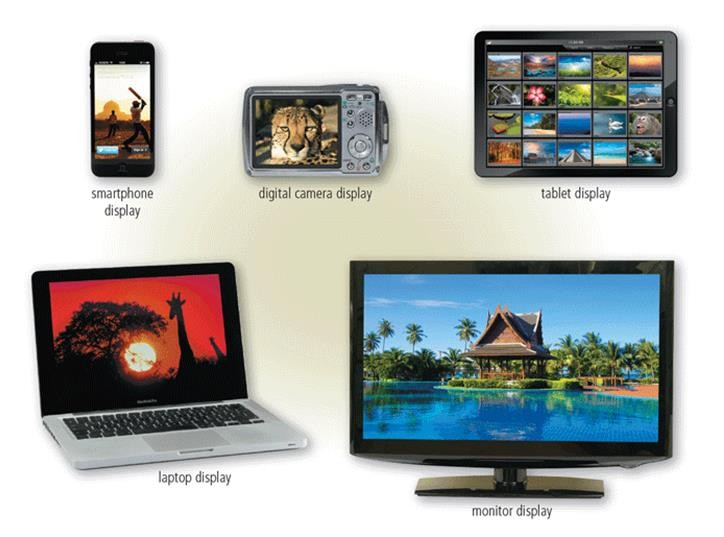 smartphone
display
digital camera display
tablet display
laptop display
monitor display